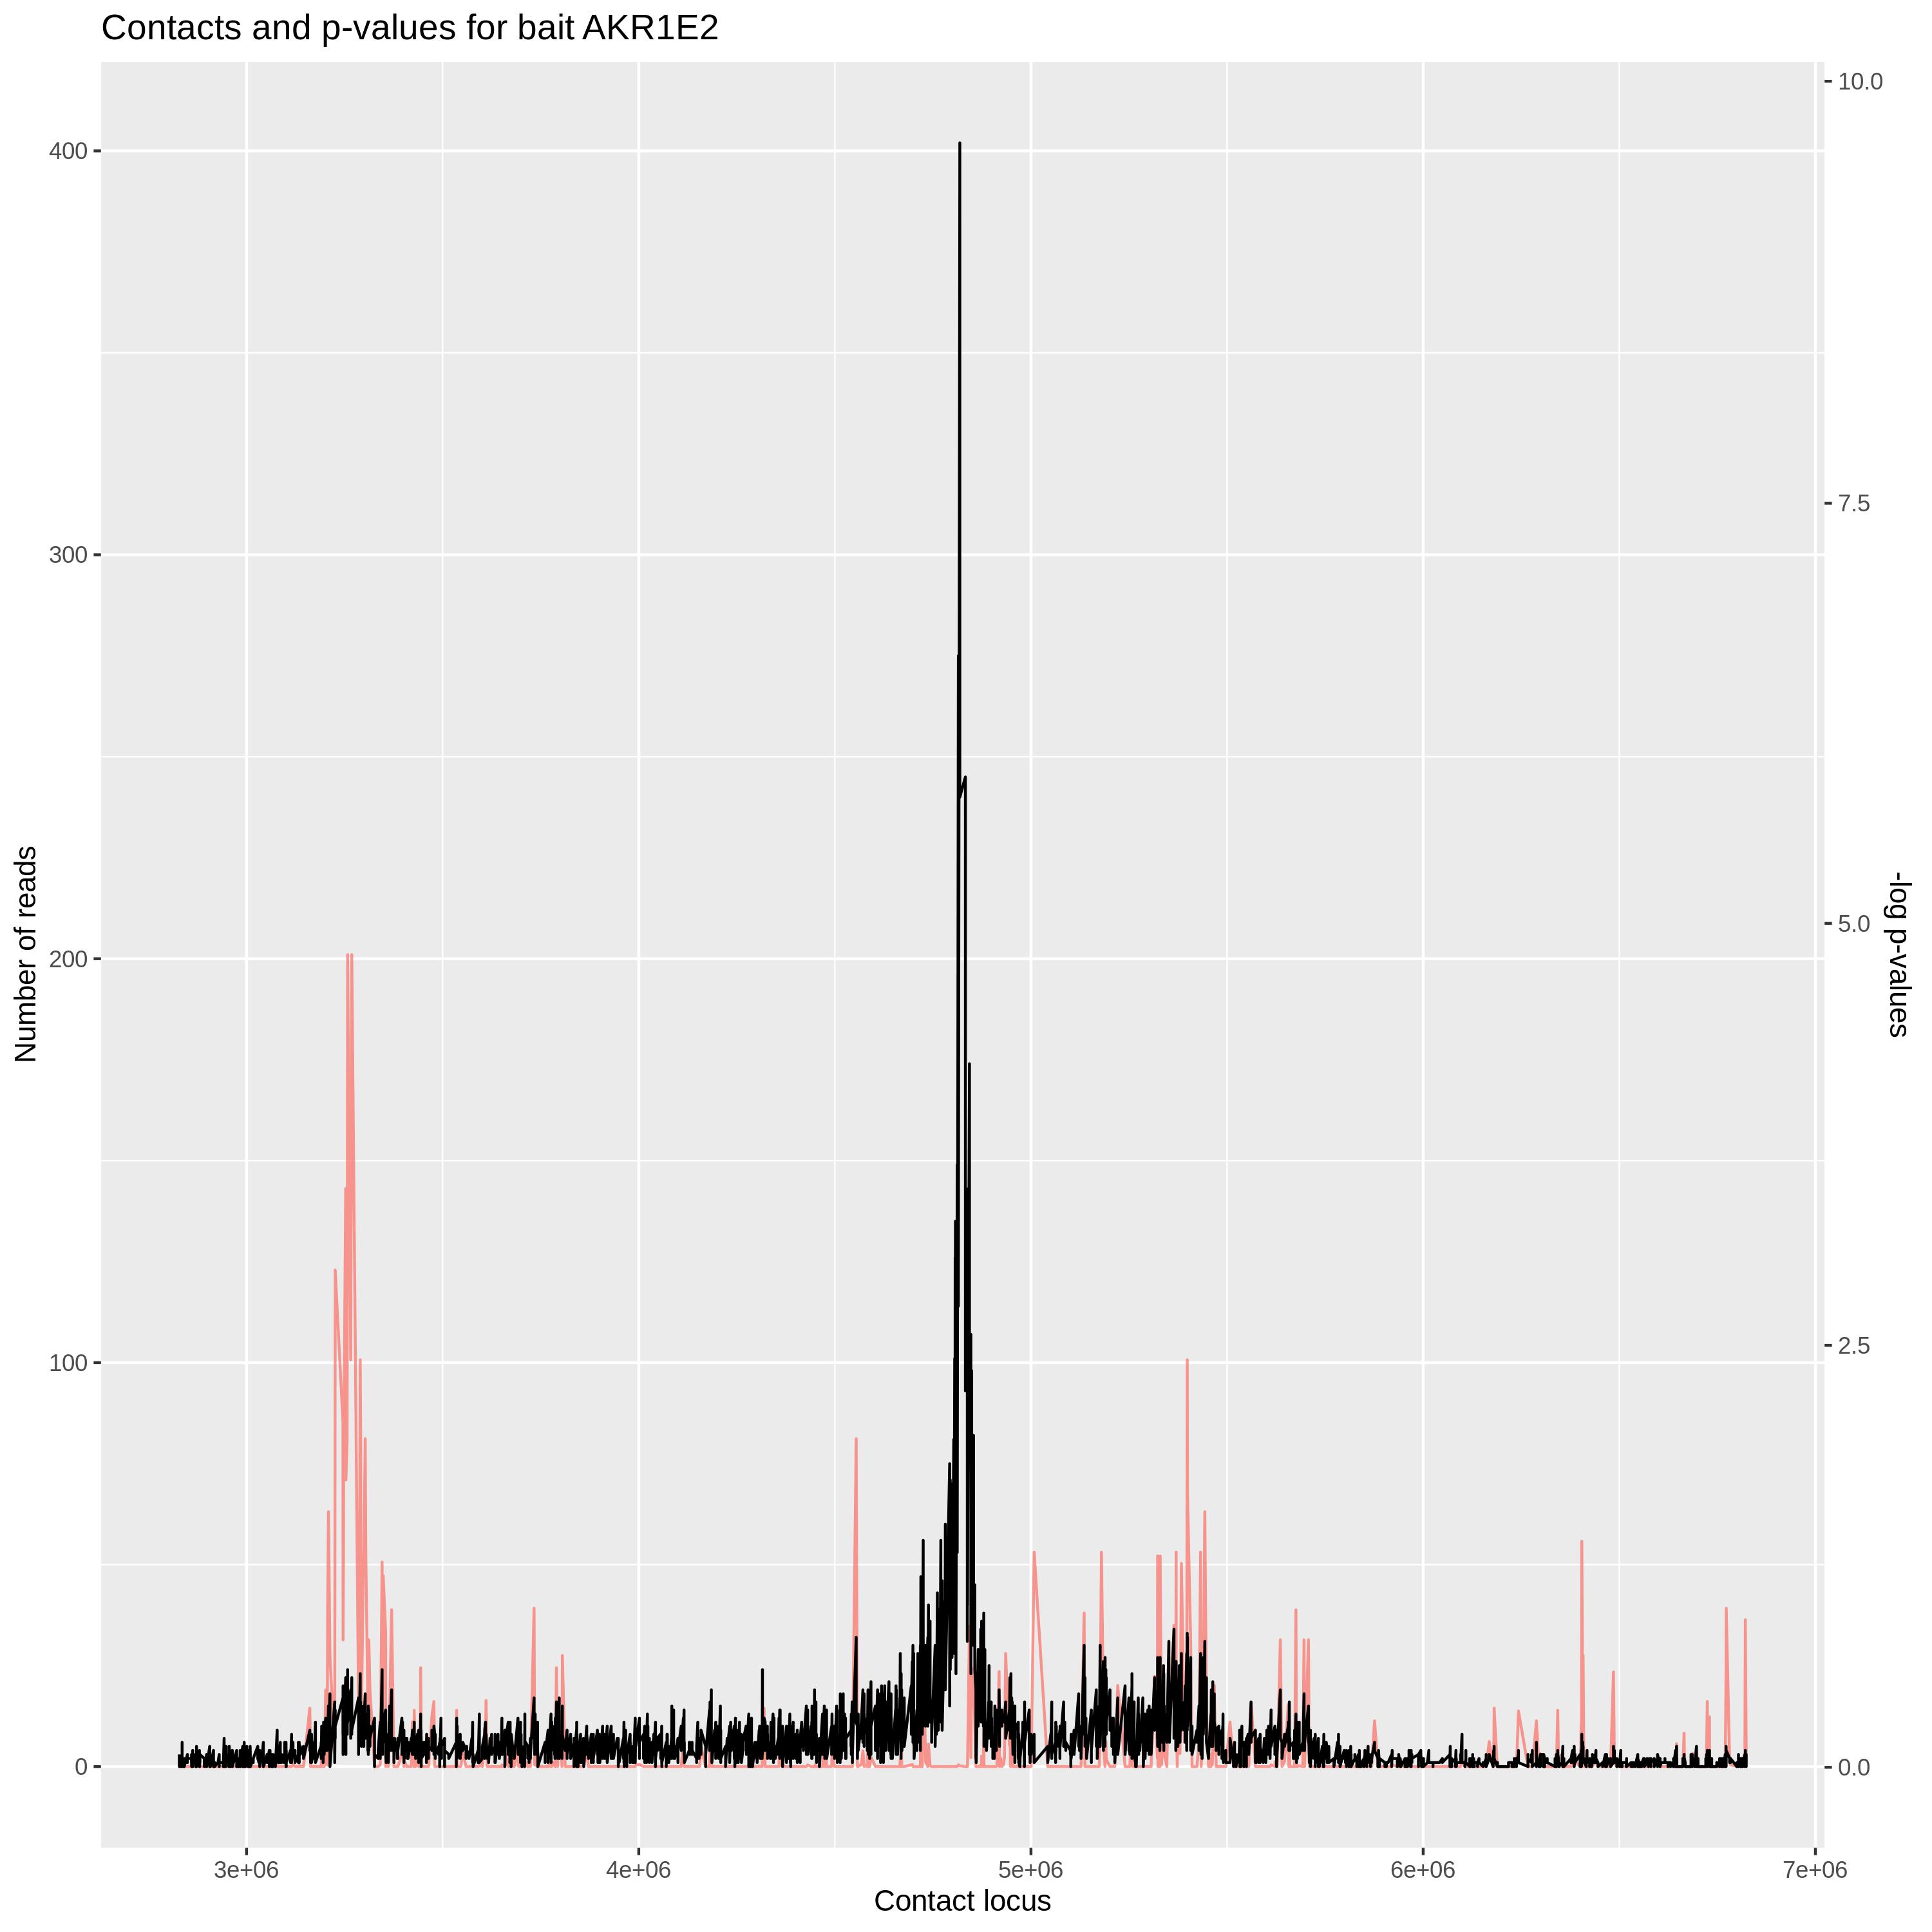 Contacts and p-values for bait AKR1E2
10.0
400
7.5
300
5.0
200
2.5
100
0
0.0
Number of reads
-log p-values
3e+06
4e+06
5e+06
6e+06
7e+06
Contact locus